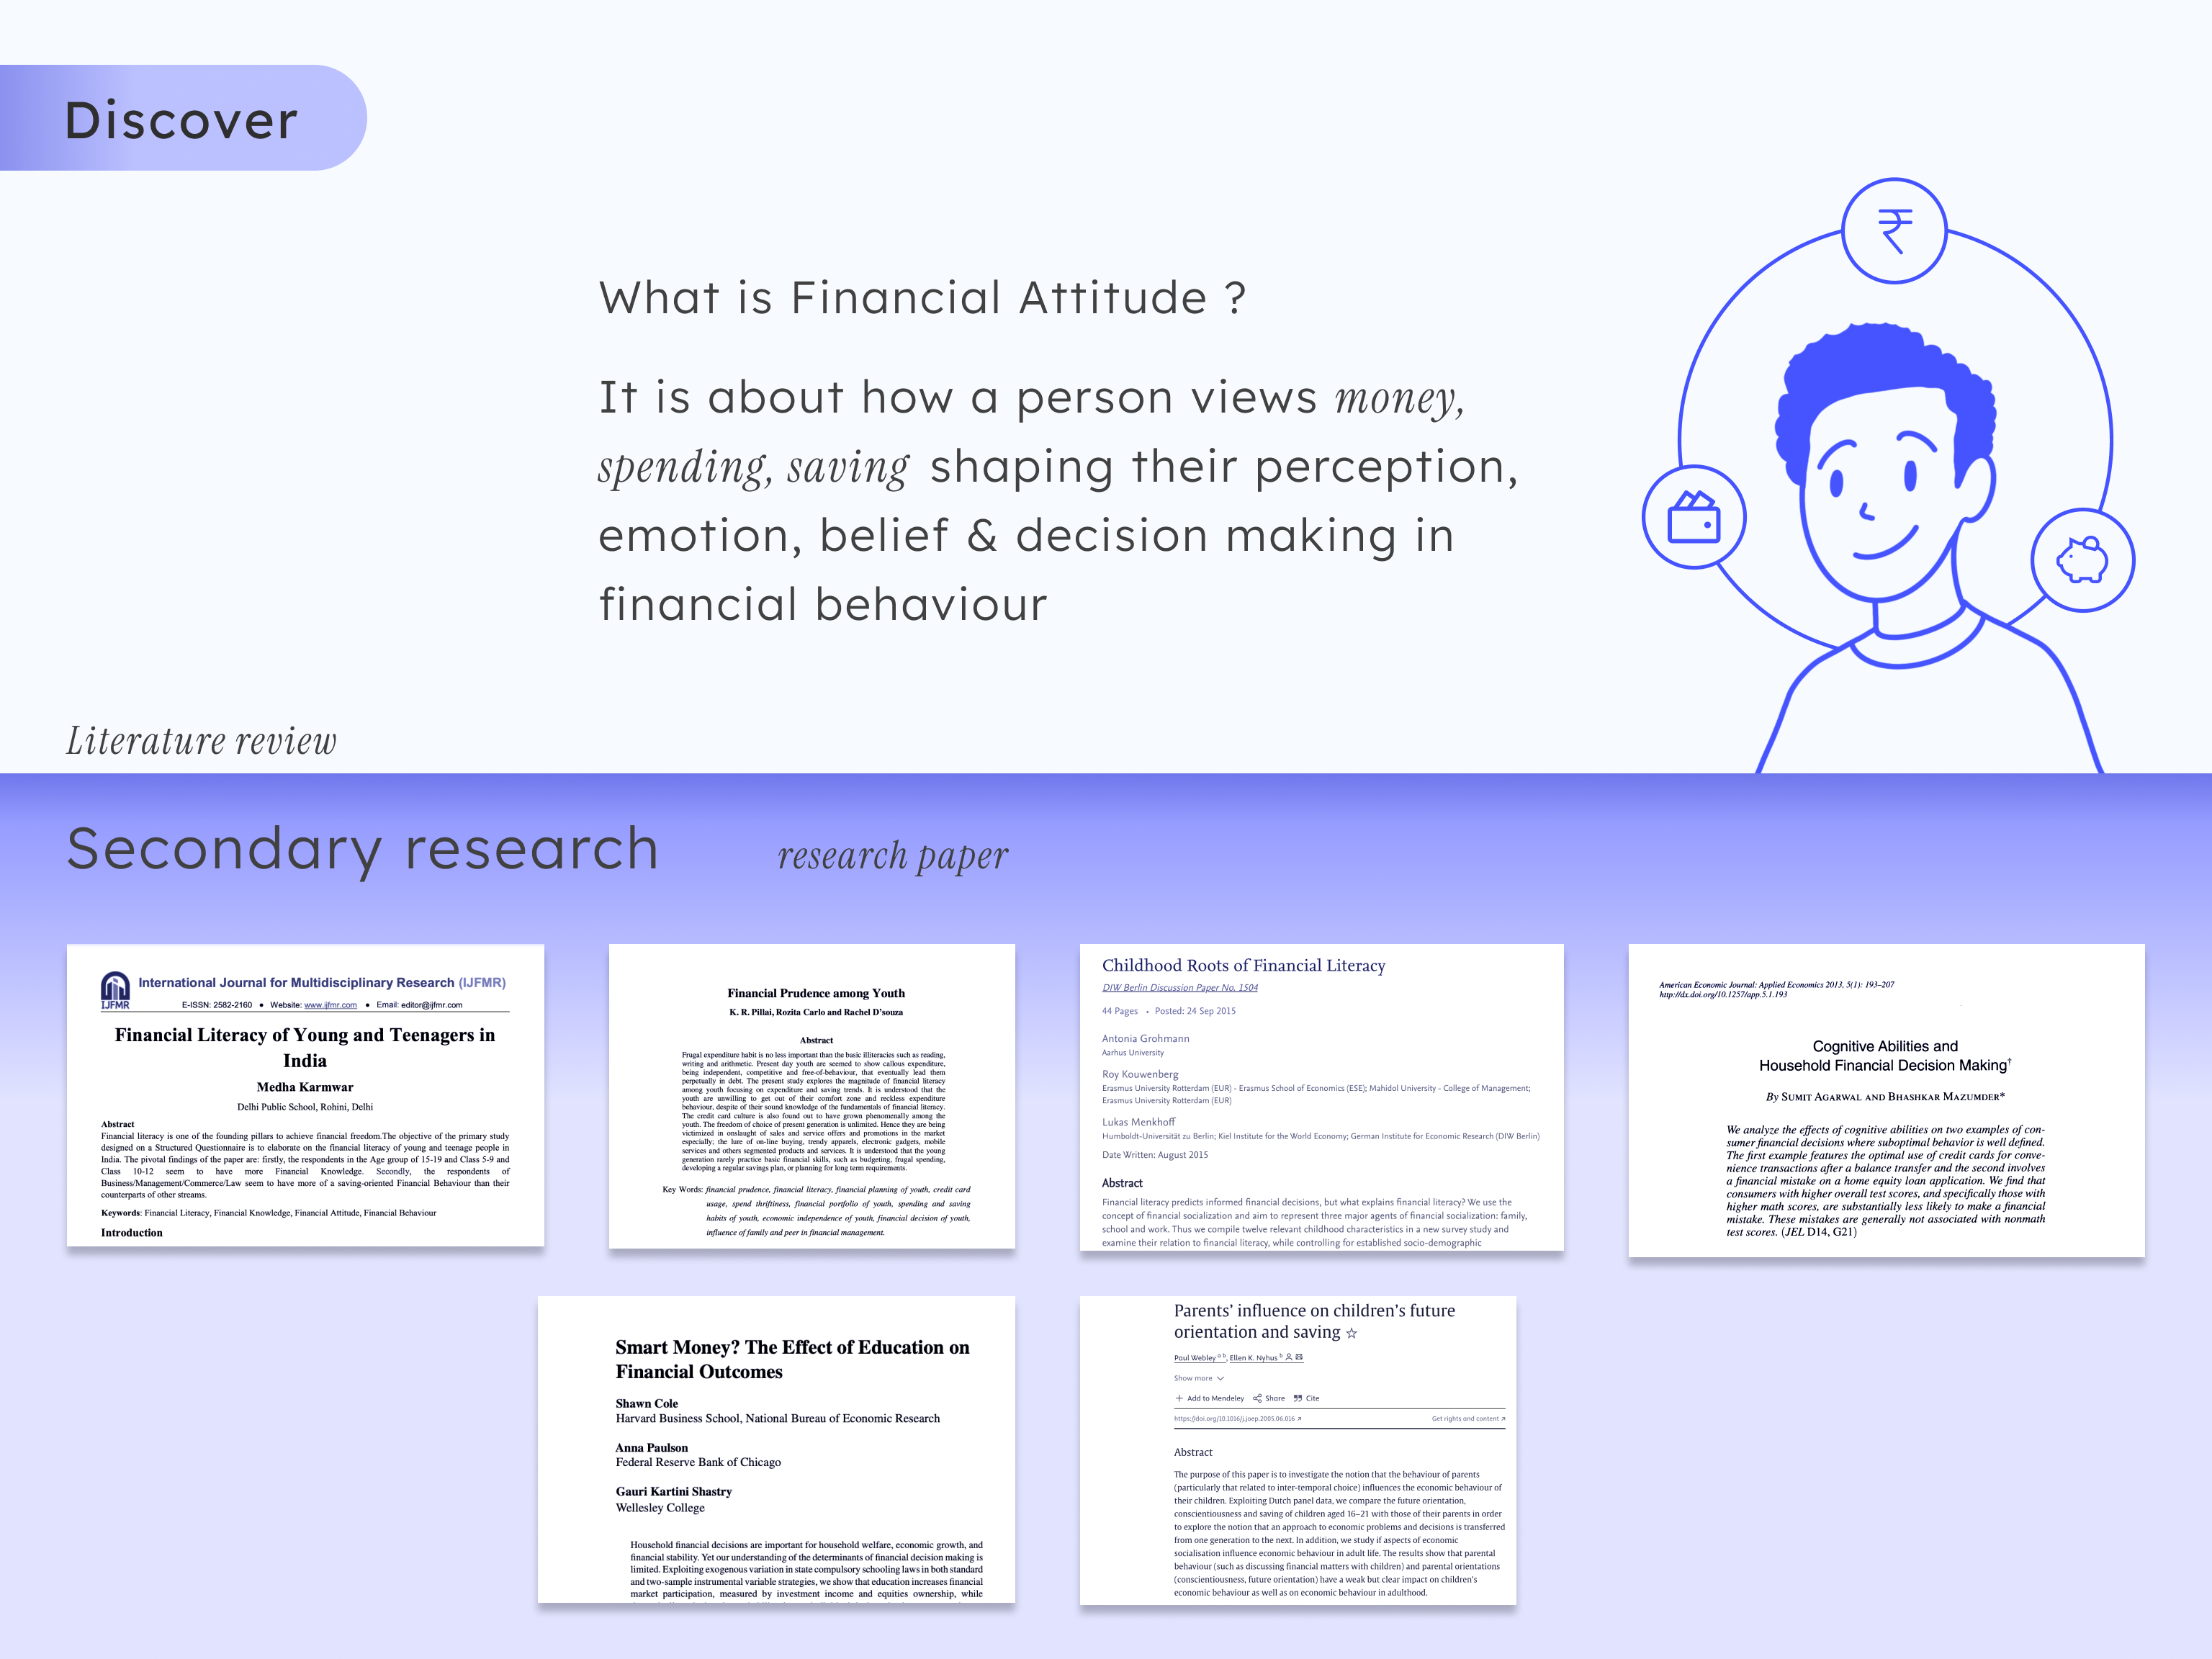 Discover
₹
What is Financial Attitude ?
It is about how a person views money,
spending, saving shaping their perception,
emotion, belief & decision making in
financial behaviour
Literature review
Secondary research
research paper
IJFMR
International Journal for Multidisciplinary Research (IJFMR)
E-ISSN: 2582-2160 • Website: www.ijfmr.com • Email: editor@ijfmr.com
Financial Literacy of Young and Teenagers in
India
Medha Karmwar
Delhi Public School, Rohini, Delhi
Abstract
Financial literacy is one of the founding pillars to achieve financial freedom.The objective of the primary study
designed on a Structured Questionnaire is to elaborate on the financial literacy of young and teenage people in
India. The pivotal findings of the paper are: firstly, the respondents in the Age group of 15-19 and Class 5-9 and
Class 10-12 seem to have more Financial Knowledge. Secondly, the respondents of
Business/Management/Commerce/Law seem to have more of a saving-oriented Financial Behaviour than their
counterparts of other streams.
Keywords: Financial Literacy, Financial Knowledge, Financial Attitude, Financial Behaviour
Introduction
Financial Prudence among Youth
K. R. Pillai, Rozita Carlo and Rachel D'souza
Abstract
Frugal expenditure habit is no less important than the basic illiteracies such as reading,
writing and arithmetic. Present day youth are seemed to show callous expenditure,
being independent, competitive and free-of-behaviour, that eventually lead them
perpetually in debt. The present study explores the magnitude of financial literacy
among youth focusing on expenditure and saving trends. It is understood that the
youth are unwilling to get out of their comfort zone and reckless expenditure
behaviour, despite of their sound knowledge of the fundamentals of financial literacy.
The credit card culture is also found out to have grown phenomenally among the
youth. The freedom of choice of present generation is unlimited. Hence they are being
victimized in onslaught of sales and service offers and promotions in the market
especially; the lure of on-line buying, trendy apparels, electronic gadgets, mobile
services and others segmented products and services. It is understood that the young
generation rarely practice basic financial skills, such as budgeting, frugal spending,
developing a regular savings plan, or planning for long term requirements.
Key Words: financial prudence, financial literacy, financial planning of youth, credit card
usage, spend thriftiness, financial portfolio of youth, spending and saving
habits of youth, economic independence of youth, financial decision of youth,
influence of family and peer in financial management.
Childhood Roots of Financial Literacy
DIW Berlin Discussion Paper No. 1504
44 Pages • Posted: 24 Sep 2015
Antonia Grohmann
Aarhus University
Roy Kouwenberg
Erasmus University Rotterdam (EUR) - Erasmus School of Economics (ESE); Mahidol University - College of Management;
Erasmus University Rotterdam (EUR)
Lukas Menkhoff
Humboldt-Universität zu Berlin; Kiel Institute for the World Economy; German Institute for Economic Research (DIW Berlin)
Date Written: August 2015
Abstract
Financial literacy predicts informed financial decisions, but what explains financial literacy? We use the
concept of financial socialization and aim to represent three major agents of financial socialization: family,
school and work. Thus we compile twelve relevant childhood characteristics in a new survey study and
examine their relation to financial literacy, while controlling for established socio-demographic
American Economic Journal: Applied Economics 2013, 5(1): 193–207
http://dx.doi.org/10.1257/app.5.1.193
Cognitive Abilities and
Household Financial Decision Making†
By SUMIT AGARWAL AND BHASHKAR MAZUMDER*
We analyze the effects of cognitive abilities on two examples of con-
sumer financial decisions where suboptimal behavior is well defined.
The first example features the optimal use of credit cards for conve-
nience transactions after a balance transfer and the second involves
a financial mistake on a home equity loan application. We find that
consumers with higher overall test scores, and specifically those with
higher math scores, are substantially less likely to make a financial
mistake. These mistakes are generally not associated with nonmath
test scores. (JEL D14, G21)
Smart Money? The Effect of Education on
Financial Outcomes
Shawn Cole
Harvard Business School, National Bureau of Economic Research
Anna Paulson
Federal Reserve Bank of Chicago
Gauri Kartini Shastry
Wellesley College
Household financial decisions are important for household welfare, economic growth, and
financial stability. Yet our understanding of the determinants of financial decision making is
limited. Exploiting exogenous variation in state compulsory schooling laws in both standard
and two-sample instrumental variable strategies, we show that education increases financial
market participation, measured by investment income and equities ownership, while
Parents' influence on children's future
orientation and saving ☆
Paul Webley a b, Ellen K. Nyhus b
Show more
+ Add to Mendeley Share Cite
https://doi.org/10.1016/j.joep.2005.06.016 ↗ Get rights and content ↗
Abstract
The purpose of this paper is to investigate the notion that the behaviour of parents
(particularly that related to inter-temporal choice) influences the economic behaviour of
their children. Exploiting Dutch panel data, we compare the future orientation,
conscientiousness and saving of children aged 16–21 with those of their parents in order
to explore the notion that an approach to economic problems and decisions is transferred
from one generation to the next. In addition, we study if aspects of economic
socialisation influence economic behaviour in adult life. The results show that parental
behaviour (such as discussing financial matters with children) and parental orientations
(conscientiousness, future orientation) have a weak but clear impact on children's
economic behaviour as well as on economic behaviour in adulthood.